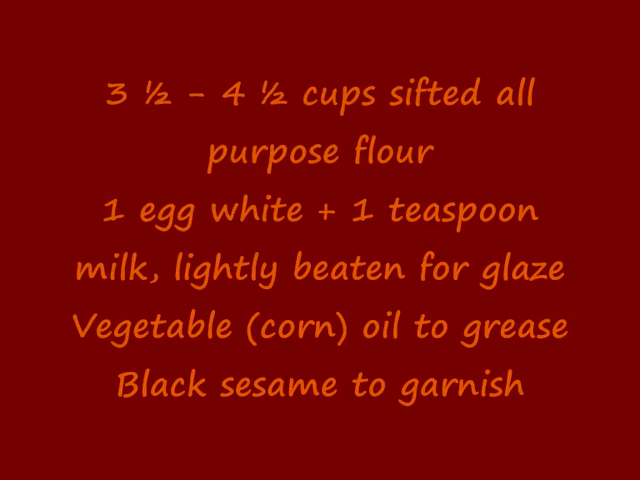 3 ½ - 4 ½ cups sifted all
purpose flour
1 egg white + 1 teaspoon
milk, lightly beaten for glaze
Vegetable (corn) oil to grease
Black sesame to garnish